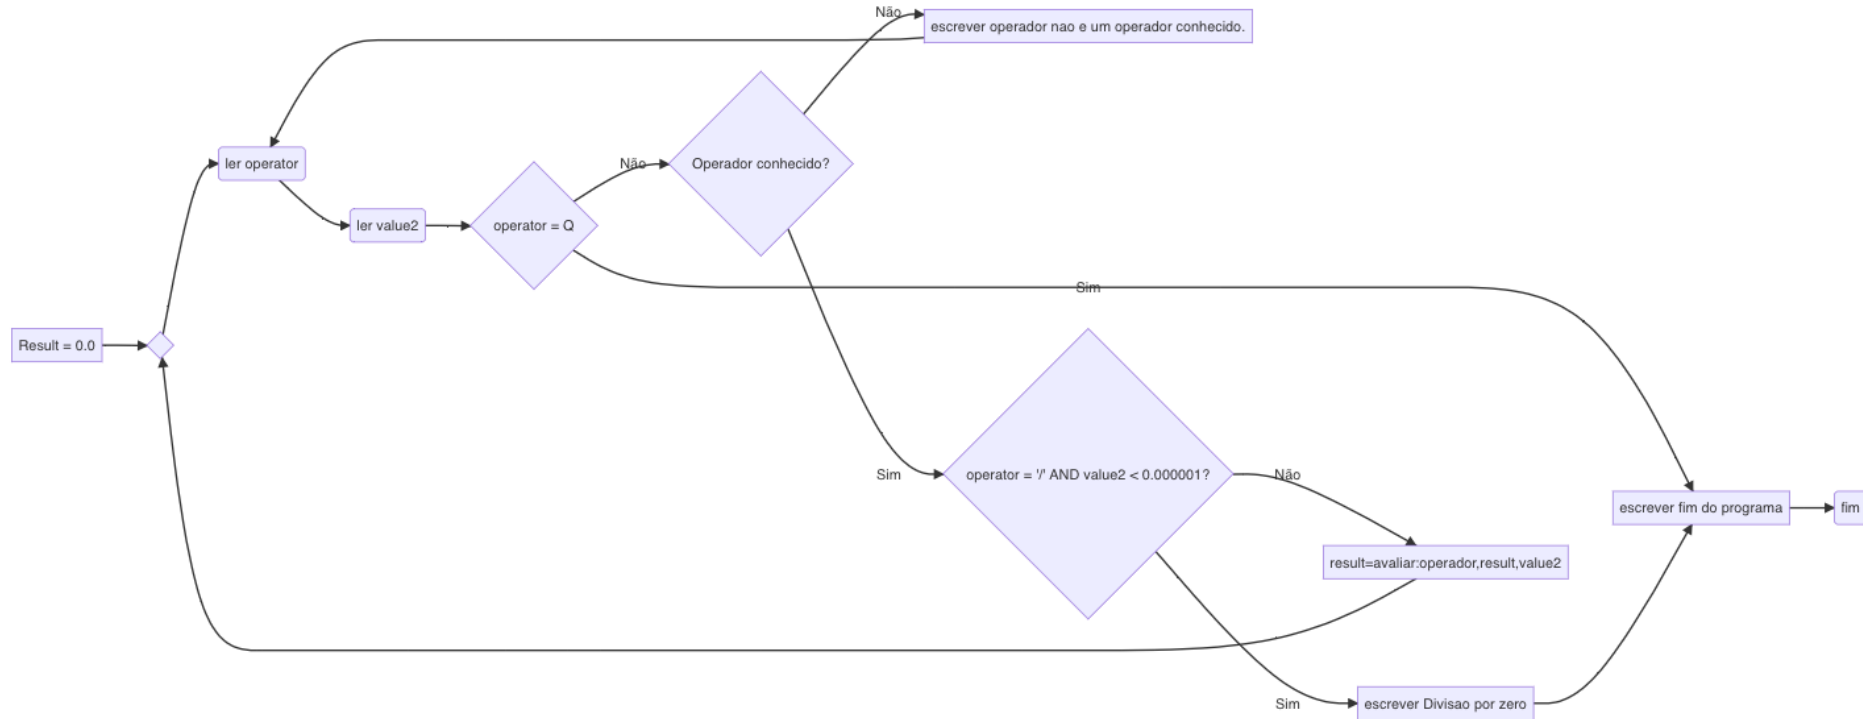 Não
escrever operador nao e um operador conhecido.
ler operator
Não
Operador conhecido?
ler value2
operator = Q
Sim
Result = 0.0
Sim
operator = '/' AND value2 < 0.000001?
Não
escrever fim do programa
fim
result=avaliar:operador,result,value2
Sim
escrever Divisao por zero